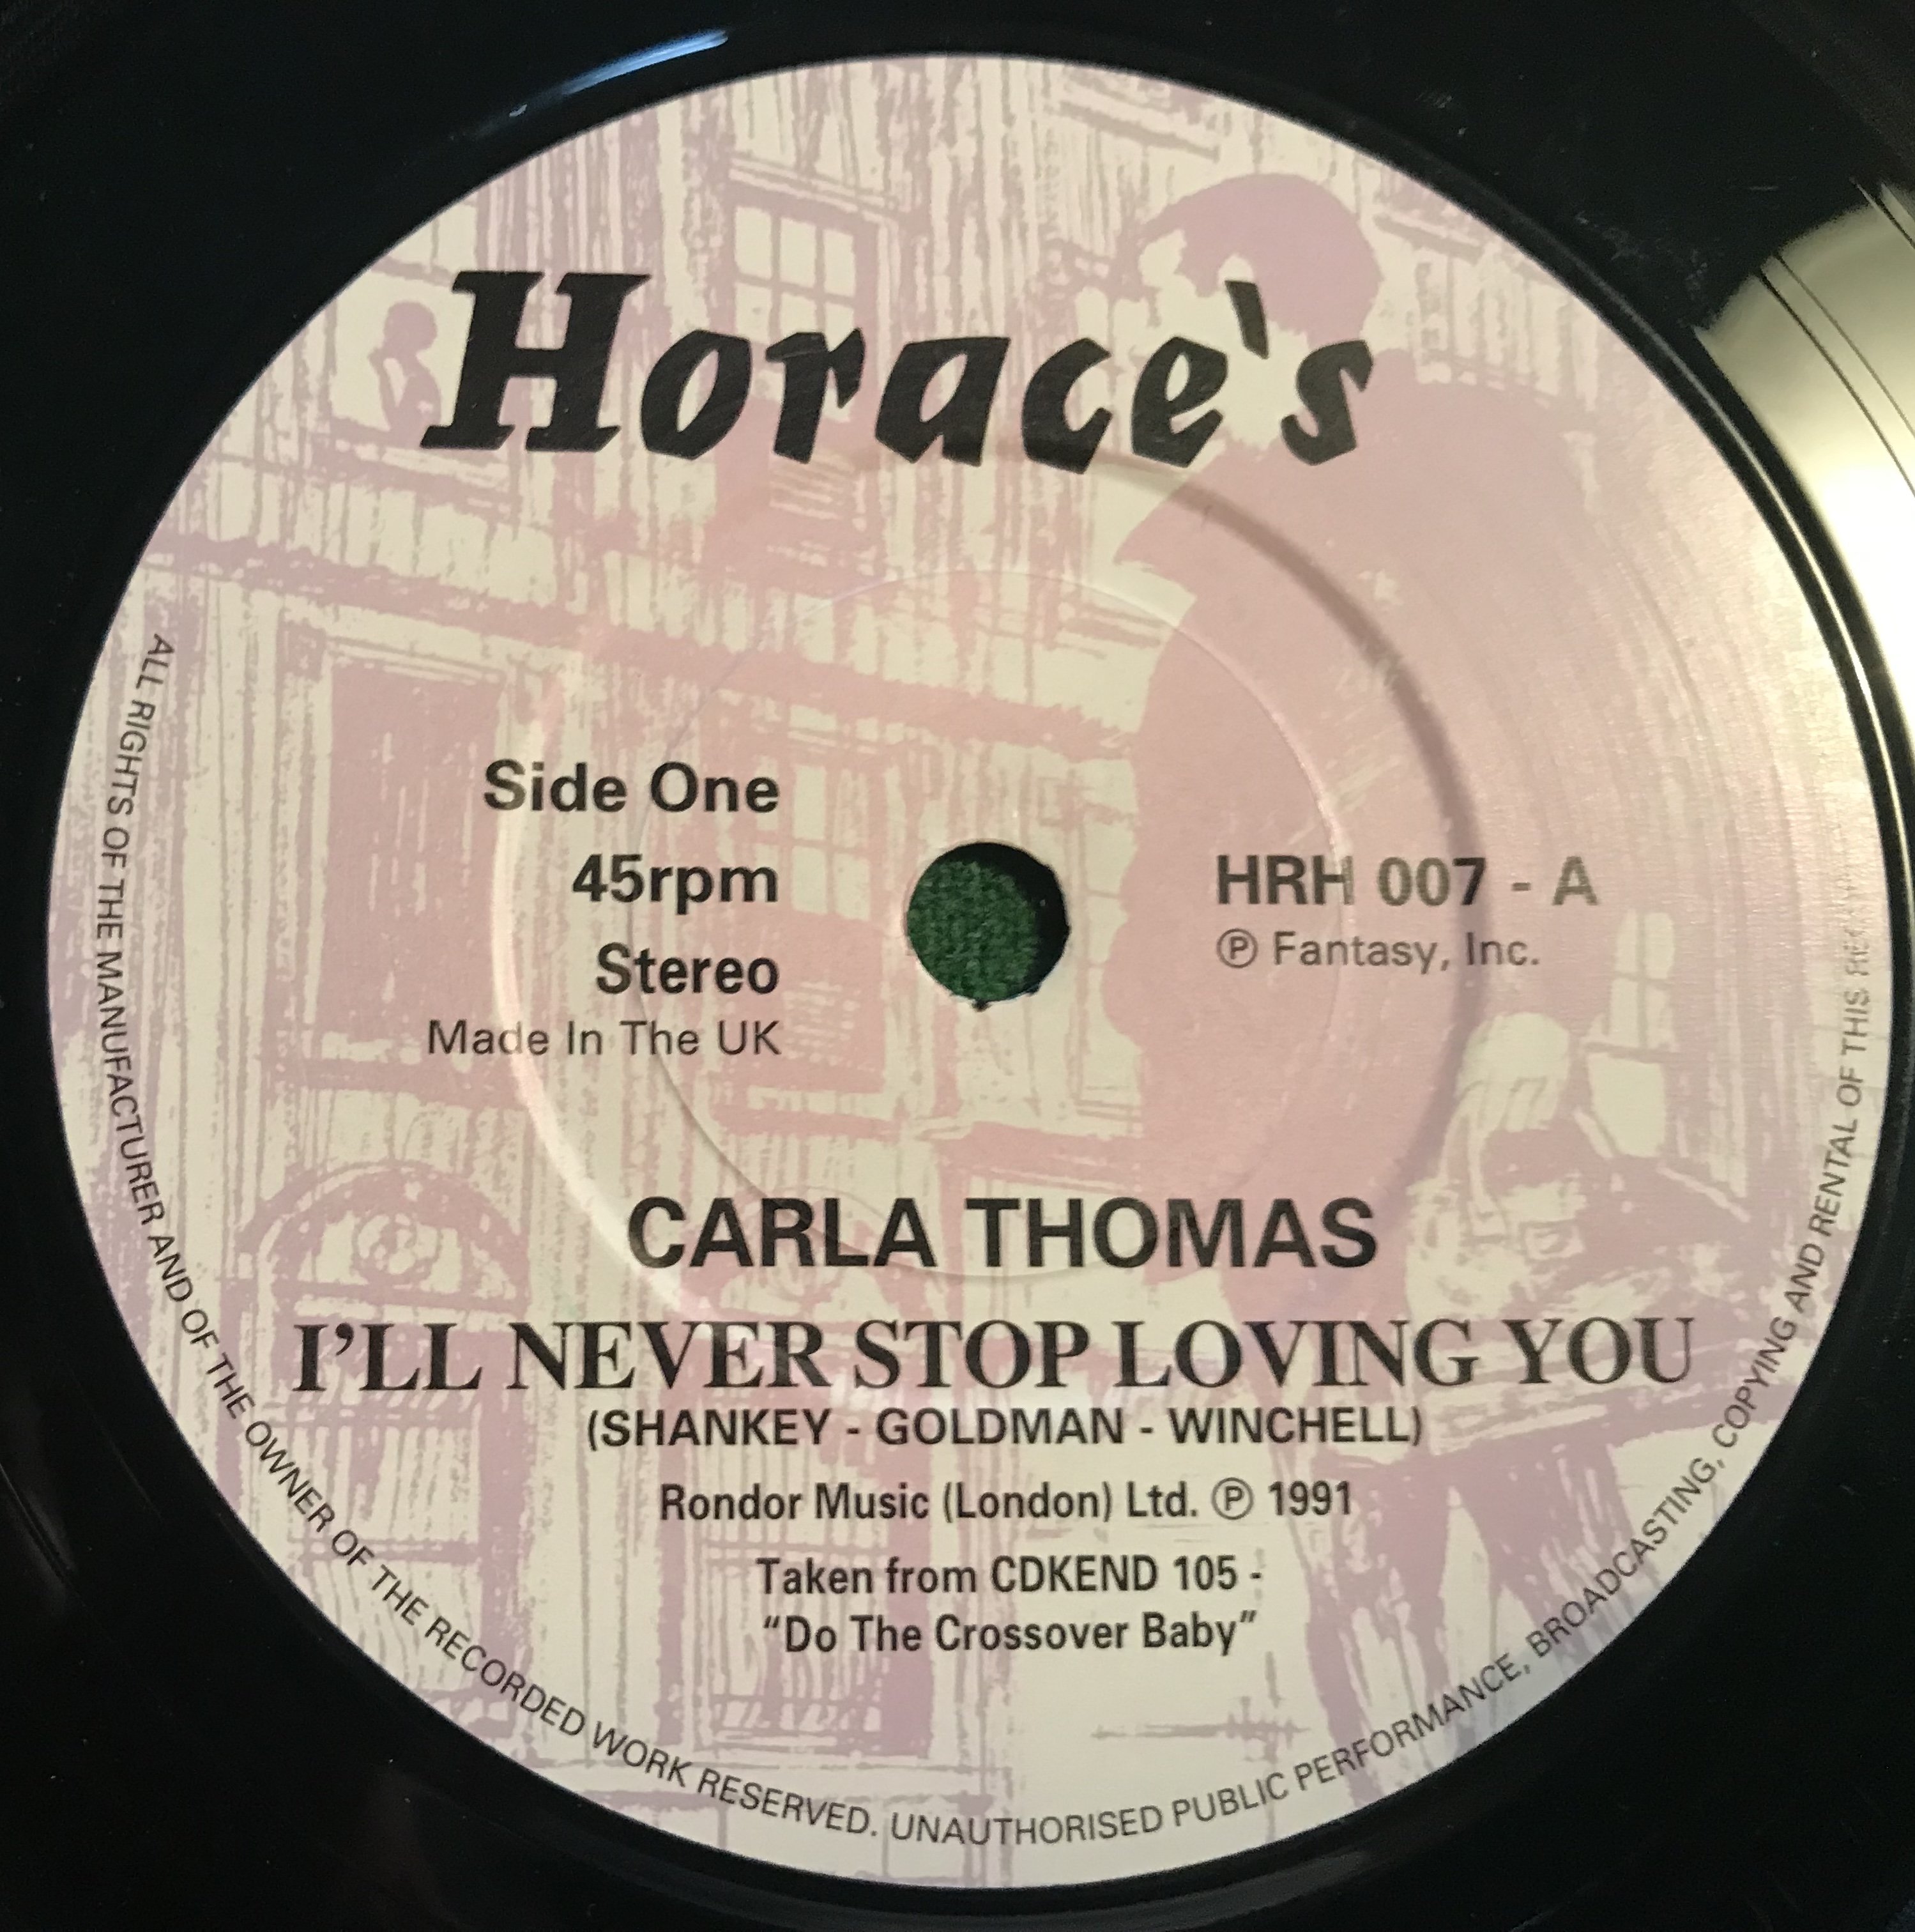 Horace's
Side One
45rpm
Stereo
Made In The UK
HRH 007 - A
℗ Fantasy, Inc.
CARLA THOMAS
I’LL NEVER STOP LOVING YOU
(SHANKEY - GOLDMAN - WINCHELL)
Rondor Music (London) Ltd. ℗ 1991
Taken from CDKEND 105 -
“Do The Crossover Baby”
ALL RIGHTS OF THE MANUFACTURER AND OF THE OWNER OF THE RECORDED WORK RESERVED. UNAUTHORISED PUBLIC PERFORMANCE, BROADCASTING, COPYING AND RENTAL OF THIS